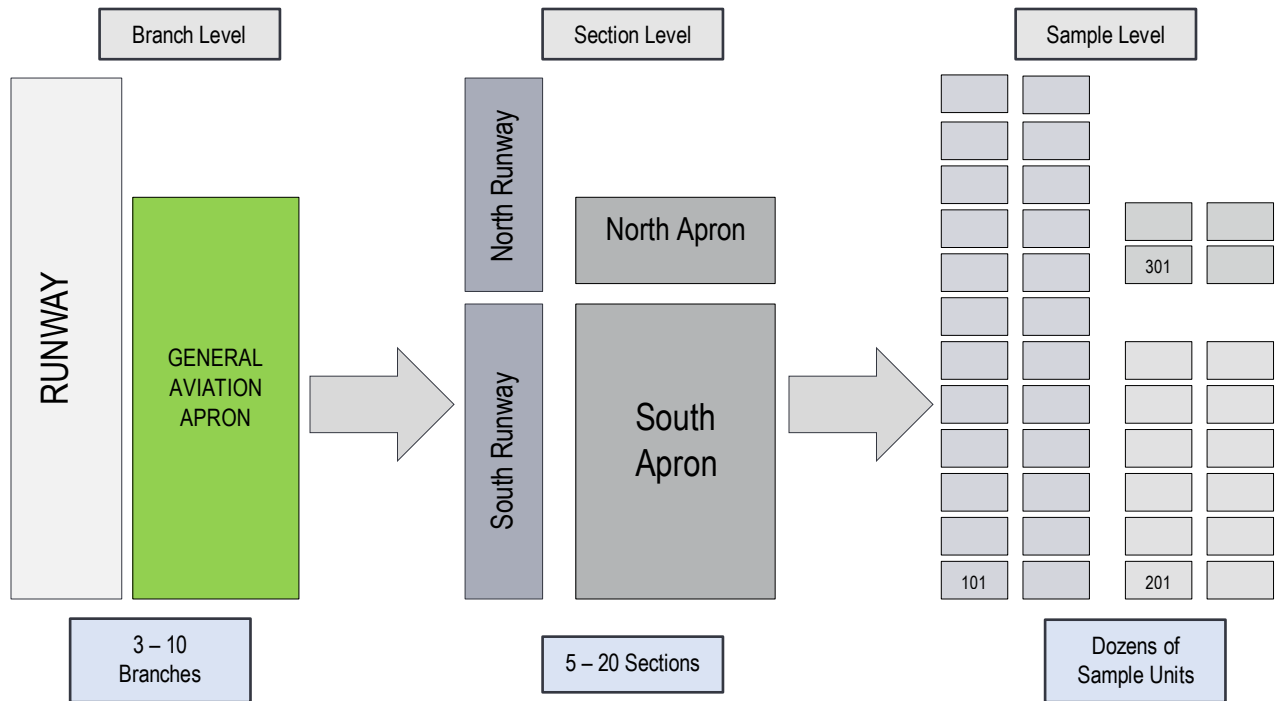 Branch Level
Section Level
Sample Level
RUNWAY
GENERAL
AVIATION
APRON
North Runway
South Runway
North Apron
South
Apron
301
101
201
3 – 10
Branches
5 – 20 Sections
Dozens of
Sample Units